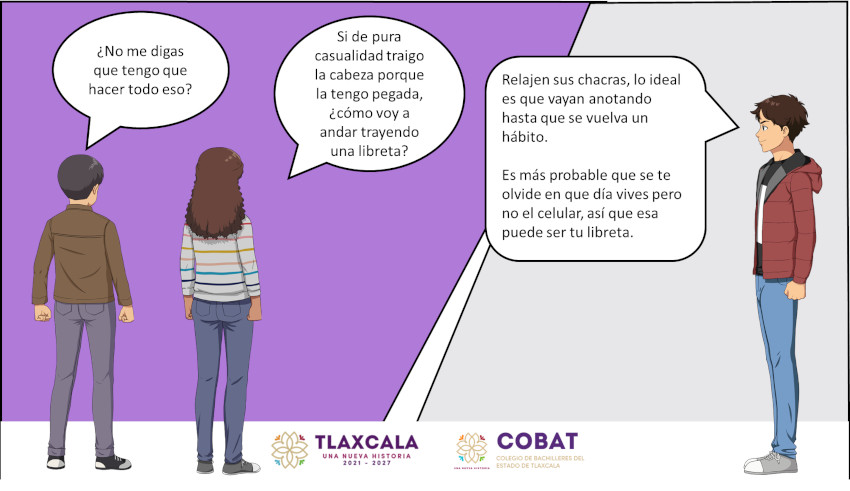 ¿No me digas
que tengo que
hacer todo eso?
Si de pura
casualidad traigo
la cabeza porque
la tengo pegada,
¿cómo voy a
andar trayendo
una libreta?
Relajen sus chacras, lo ideal
es que vayan anotando
hasta que se vuelva un
hábito.
Es más probable que se te
olvide en que día vives pero
no el celular, así que esa
puede ser tu libreta.
TLAXCALA
UNA NUEVA HISTORIA
2021 - 2027
UNA NUEVA HISTORIA
COBAT
COLEGIO DE BACHILLERES DEL
ESTADO DE TLAXCALA